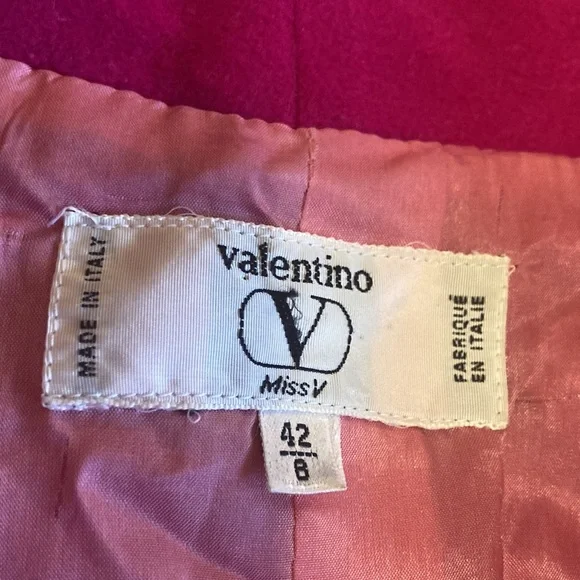 MADE IN ITALY
valentino
V
Miss V
FABRIQUÉ
EN ITALIE
42
8